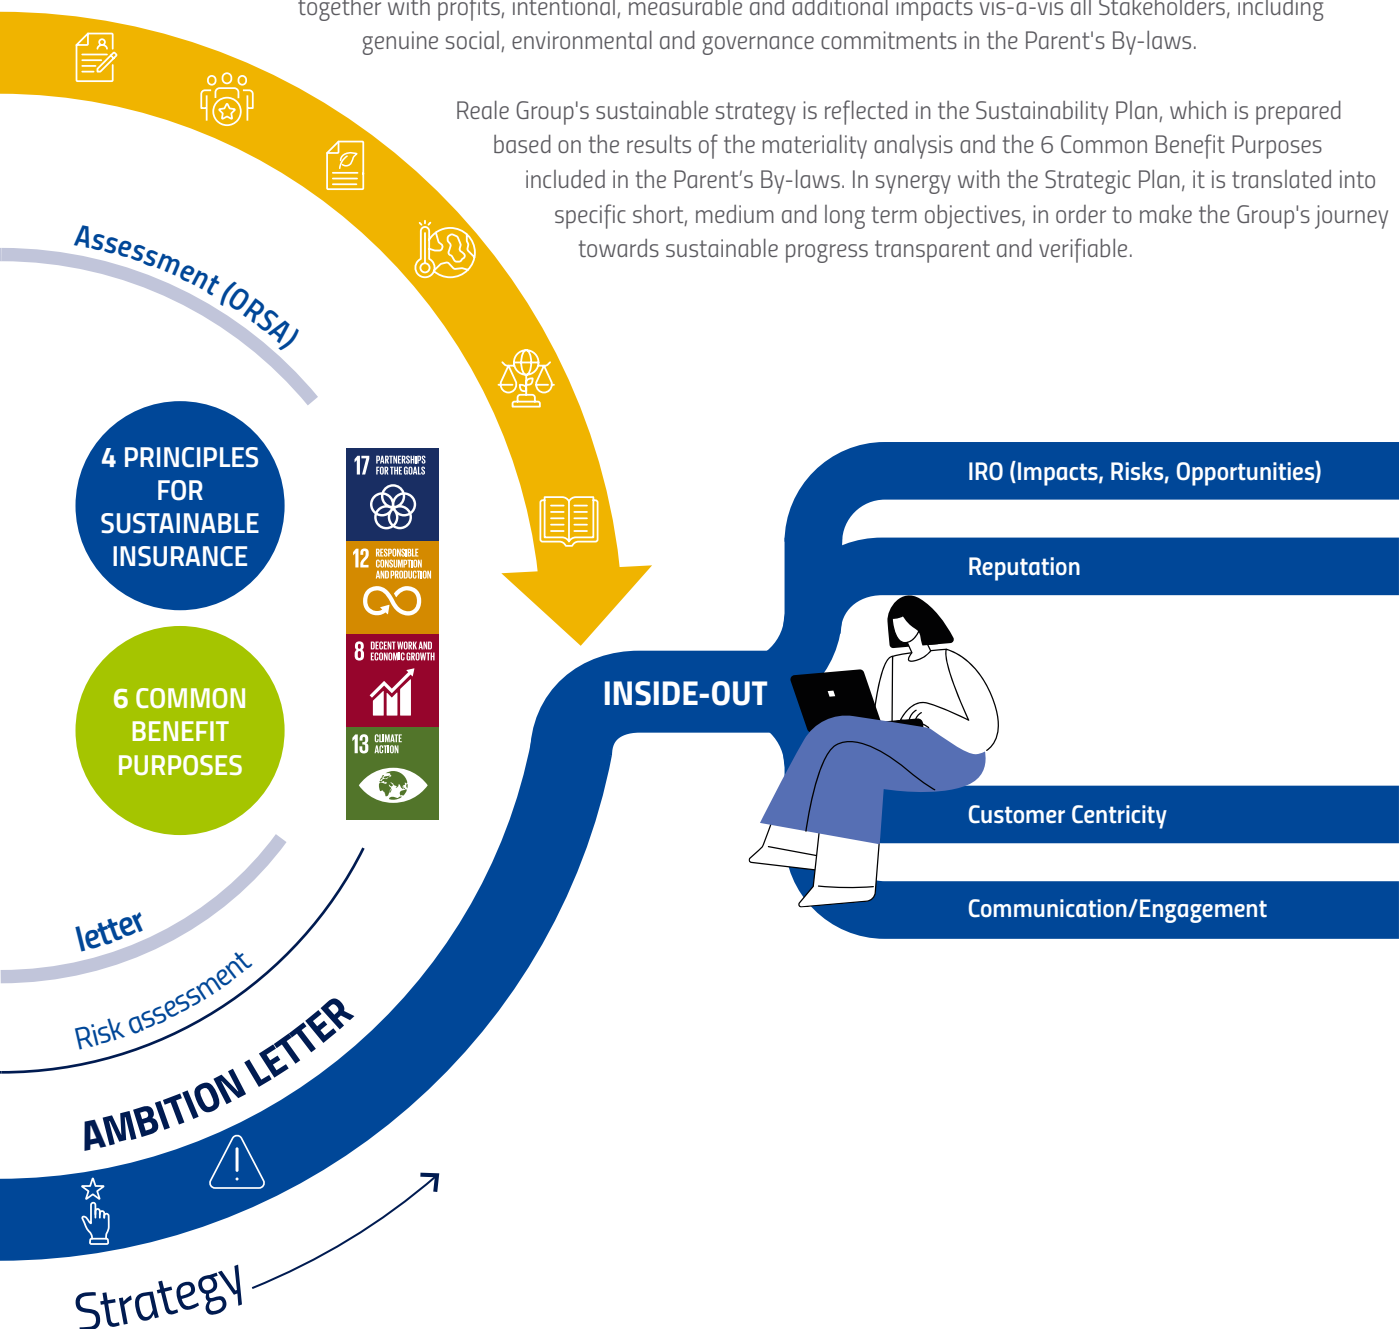 together with profits, intentional, measurable and additional impacts vis-à-vis all Stakeholders, including
genuine social, environmental and governance commitments in the Parent's By-laws.
Reale Group's sustainable strategy is reflected in the Sustainability Plan, which is prepared
based on the results of the materiality analysis and the 6 Common Benefit Purposes
included in the Parent’s By-laws. In synergy with the Strategic Plan, it is translated into
specific short, medium and long term objectives, in order to make the Group's journey
towards sustainable progress transparent and verifiable.
Assessment (ORSA)
4 PRINCIPLES
FOR
SUSTAINABLE
INSURANCE
17 PARTNERSHIPS
FOR THE GOALS
12 RESPONSIBLE
CONSUMPTION
AND PRODUCTION
8 DECENT WORK AND
ECONOMIC GROWTH
13 CLIMATE
ACTION
6 COMMON
BENEFIT
PURPOSES
IRO (Impacts, Risks, Opportunities)
Reputation
INSIDE-OUT
Customer Centricity
Communication/Engagement
letter
Risk assessment
AMBITION LETTER
Strategy